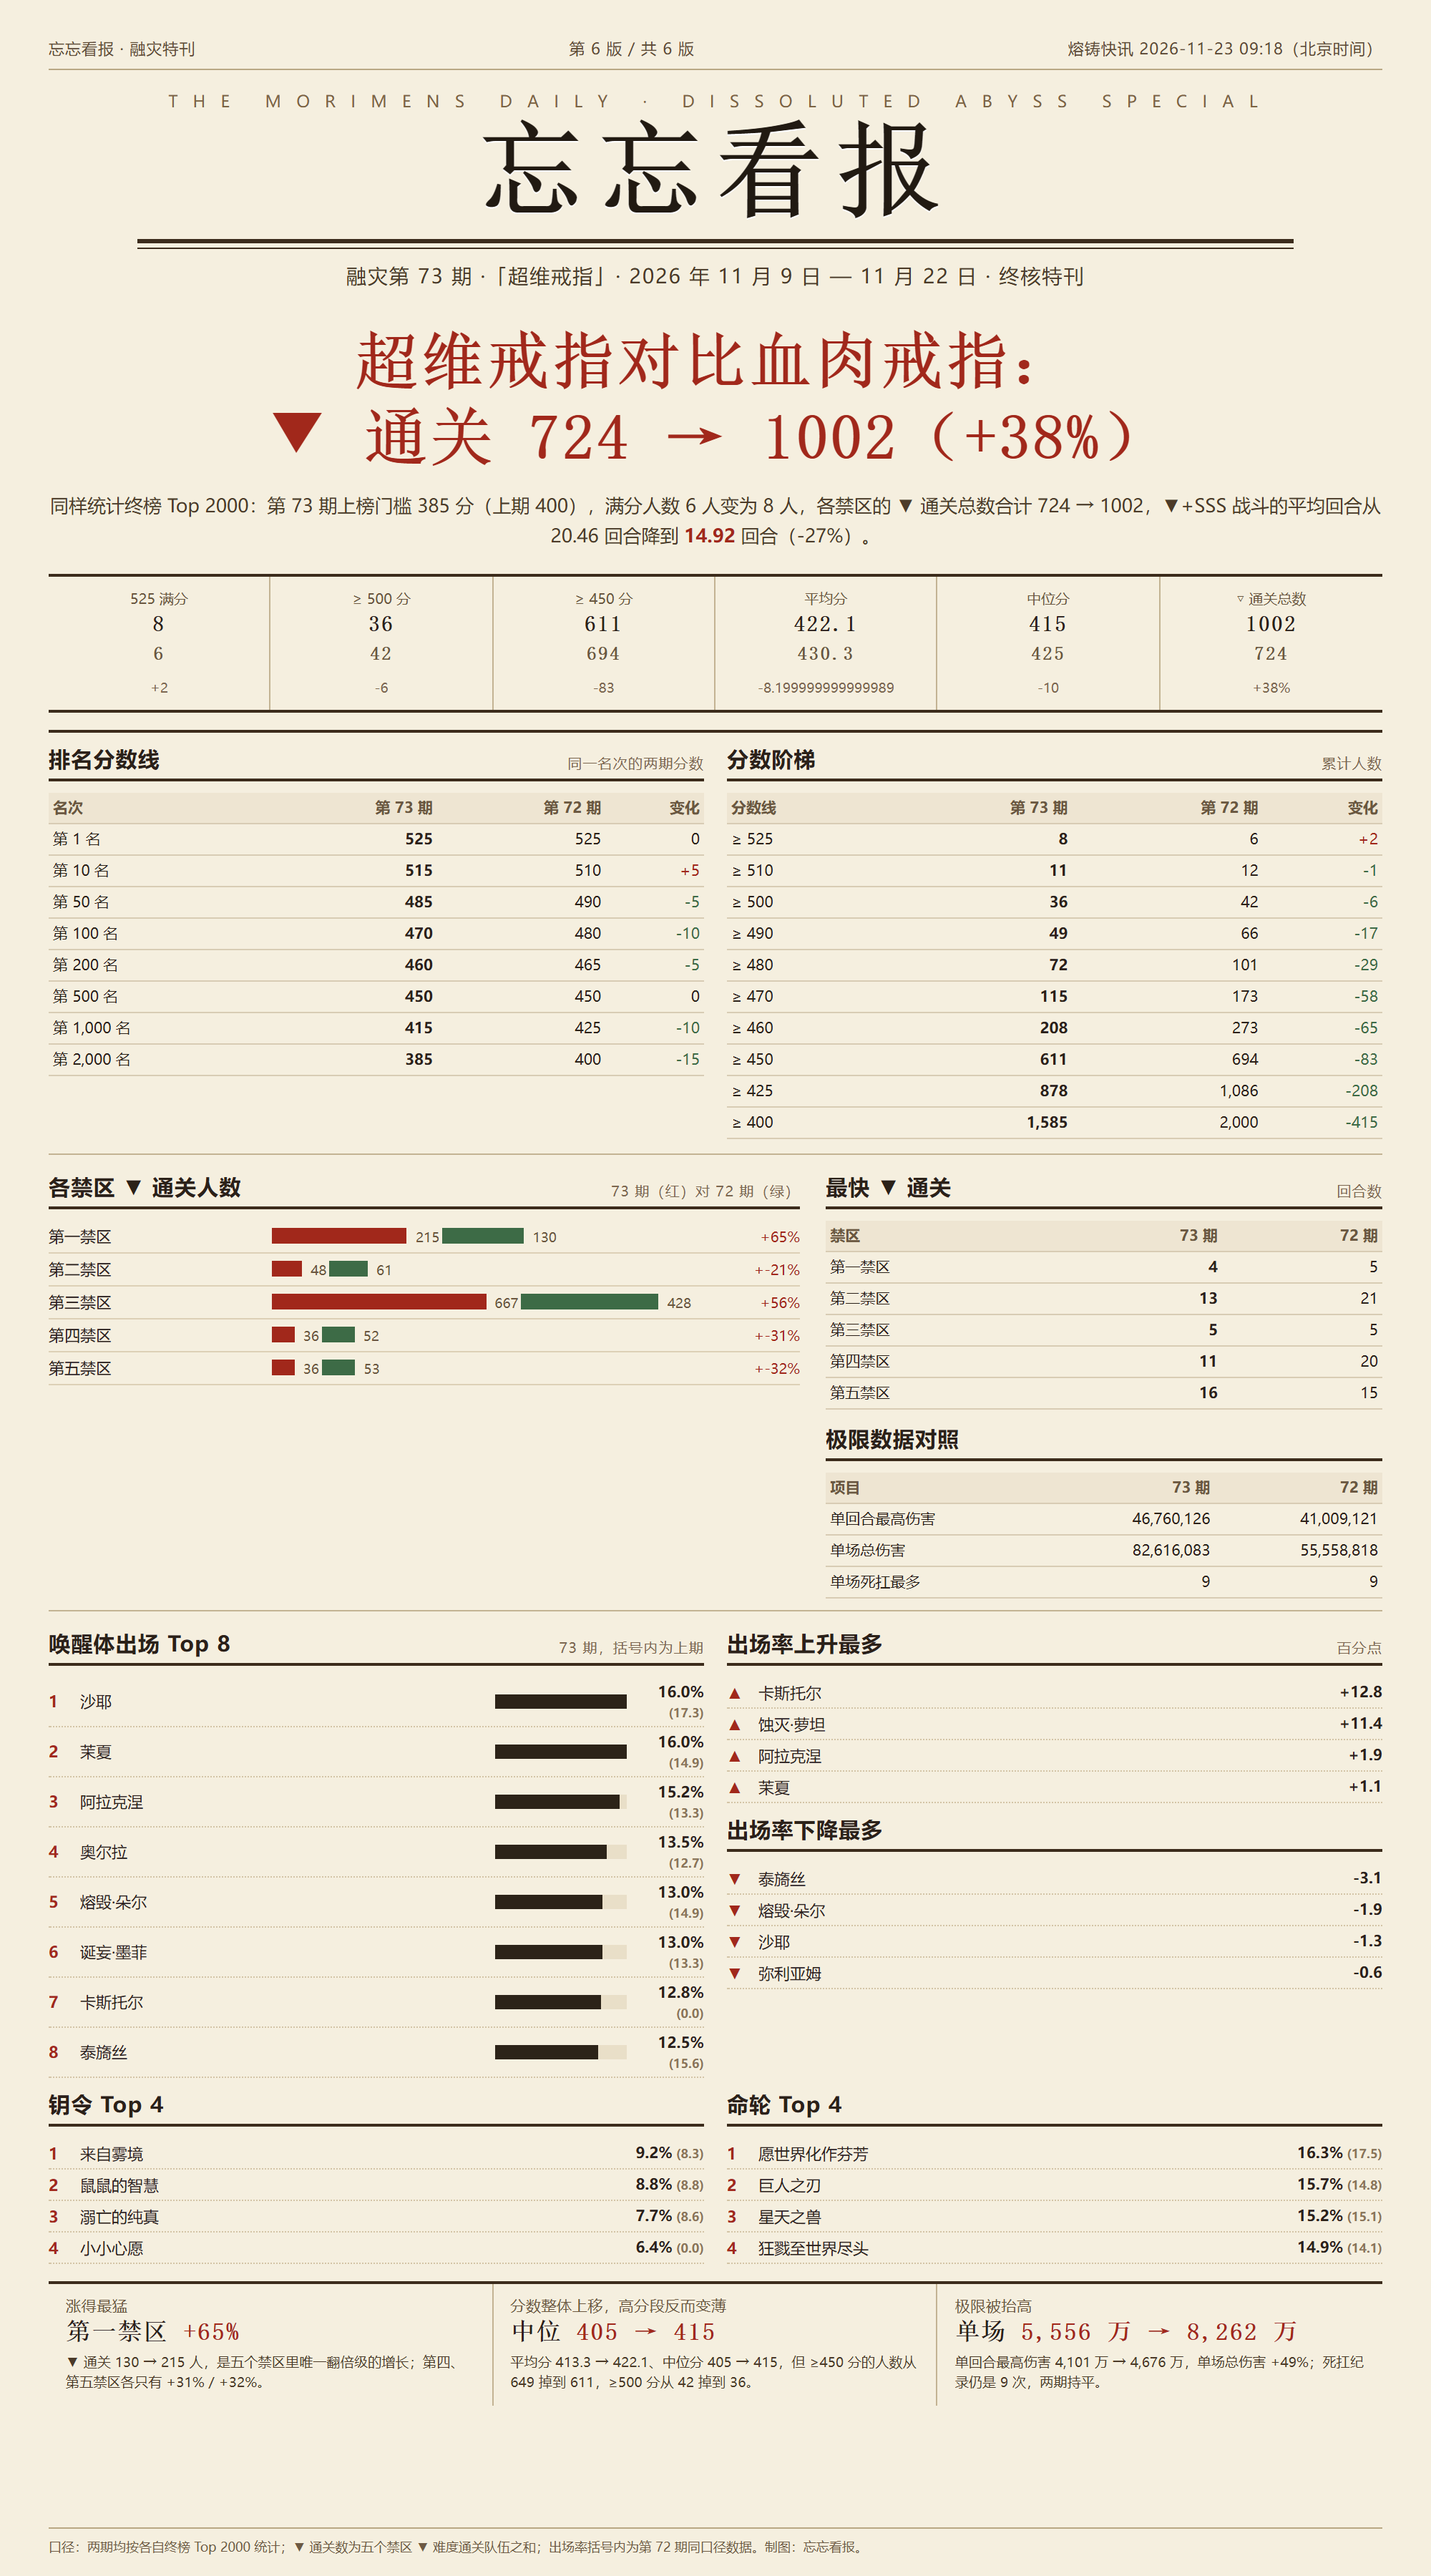 忘忘看报 · 融灾特刊
第 6 版 / 共 6 版
熔铸快讯 2026-11-23 09:18（北京时间）
THE MORIMENS DAILY · DISSOLUTED ABYSS SPECIAL
忘忘看报
融灾第 73 期 ·「超维戒指」· 2026 年 11 月 9 日 — 11 月 22 日 · 终核特刊
超维戒指对比血肉戒指：
▼ 通关 724 → 1002（+38%）
同样统计终榜 Top 2000：第 73 期上榜门槛 385 分（上期 400），满分人数 6 人变为 8 人，各禁区的 ▼ 通关总数合计 724 → 1002，▼+SSS 战斗的平均回合从
20.46 回合降到 14.92 回合（-27%）。
525 满分 ≥ 500 分 ≥ 450 分 平均分 中位分 ▽ 通关总数
8 36 611 422.1 415 1002
6 42 694 430.3 425 724
+2 -6 -83 -8.199999999999989 -10 +38%
排名分数线 同一名次的两期分数
名次 第 73 期 第 72 期 变化
第 1 名 525 525 0
第 10 名 515 510 +5
第 50 名 485 490 -5
第 100 名 470 480 -10
第 200 名 460 465 -5
第 500 名 450 450 0
第 1,000 名 415 425 -10
第 2,000 名 385 400 -15
分数阶梯 累计人数
分数线 第 73 期 第 72 期 变化
≥ 525 8 6 +2
≥ 510 11 12 -1
≥ 500 36 42 -6
≥ 490 49 66 -17
≥ 480 72 101 -29
≥ 470 115 173 -58
≥ 460 208 273 -65
≥ 450 611 694 -83
≥ 425 878 1,086 -208
≥ 400 1,585 2,000 -415
各禁区 ▼ 通关人数 73 期（红）对 72 期（绿）
第一禁区 215 130 +65%
第二禁区 48 61 +-21%
第三禁区 667 428 +56%
第四禁区 36 52 +-31%
第五禁区 36 53 +-32%
最快 ▼ 通关 回合数
禁区 73 期 72 期
第一禁区 4 5
第二禁区 13 21
第三禁区 5 5
第四禁区 11 20
第五禁区 16 15
极限数据对照
项目 73 期 72 期
单回合最高伤害 46,760,126 41,009,121
单场总伤害 82,616,083 55,558,818
单场死扛最多 9 9
唤醒体出场 Top 8 73 期，括号内为上期
1 沙耶 16.0% (17.3)
2 茉夏 16.0% (14.9)
3 阿拉克涅 15.2% (13.3)
4 奥尔拉 13.5% (12.7)
5 熔毁·朵尔 13.0% (14.9)
6 诞妄·墨菲 13.0% (13.3)
7 卡斯托尔 12.8% (0.0)
8 泰旖丝 12.5% (15.6)
出场率上升最多 百分点
▲ 卡斯托尔 +12.8
▲ 蚀灭·萝坦 +11.4
▲ 阿拉克涅 +1.9
▲ 茉夏 +1.1
出场率下降最多
▼ 泰旖丝 -3.1
▼ 熔毁·朵尔 -1.9
▼ 沙耶 -1.3
▼ 弥利亚姆 -0.6
钥令 Top 4
1 来自雾境 9.2% (8.3)
2 鼠鼠的智慧 8.8% (8.8)
3 溺亡的纯真 7.7% (8.6)
4 小小心愿 6.4% (0.0)
命轮 Top 4
1 愿世界化作芬芳 16.3% (17.5)
2 巨人之刃 15.7% (14.8)
3 星天之兽 15.2% (15.1)
4 狂戮至世界尽头 14.9% (14.1)
涨得最猛
第一禁区 +65%
▼ 通关 130 → 215 人，是五个禁区里唯一翻倍级的增长；第四、
第五禁区各只有 +31% / +32%。
分数整体上移，高分段反而变薄
中位 405 → 415
平均分 413.3 → 422.1、中位分 405 → 415，但 ≥450 分的人数从
649 掉到 611，≥500 分从 42 掉到 36。
极限被抬高
单场 5,556 万 → 8,262 万
单回合最高伤害 4,101 万 → 4,676 万，单场总伤害 +49%；死扛纪
录仍是 9 次，两期持平。
口径：两期均按各自终榜 Top 2000 统计；▼ 通关数为五个禁区 ▼ 难度通关队伍之和；出场率括号内为第 72 期同口径数据。制图：忘忘看报。